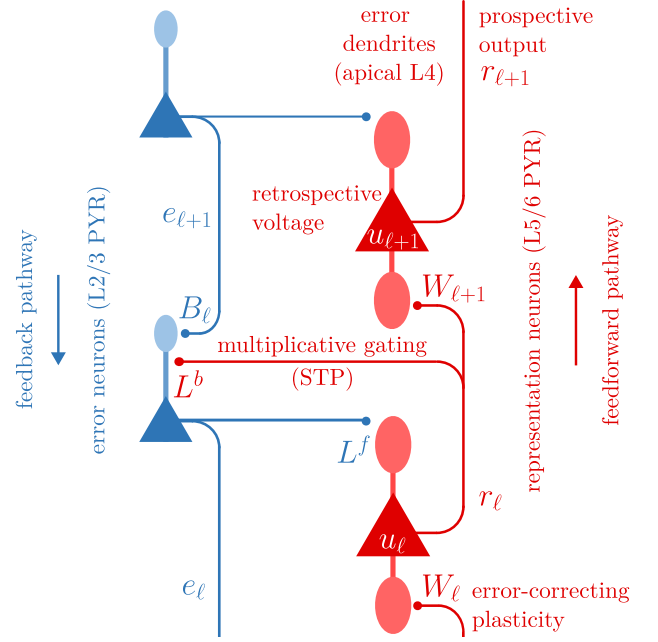 error
dendrites
(apical L4)
prospective
output
r_{ℓ+1}
e_{ℓ+1}
retrospective
voltage
u_{ℓ+1}
feedback pathway
error neurons (L2/3 PYR)
representation neurons (L5/6 PYR)
feedforward pathway
B_ℓ
W_{ℓ+1}
multiplicative gating
(STP)
L^b
L^f
r_ℓ
u_ℓ
e_ℓ
W_ℓ
error-correcting
plasticity